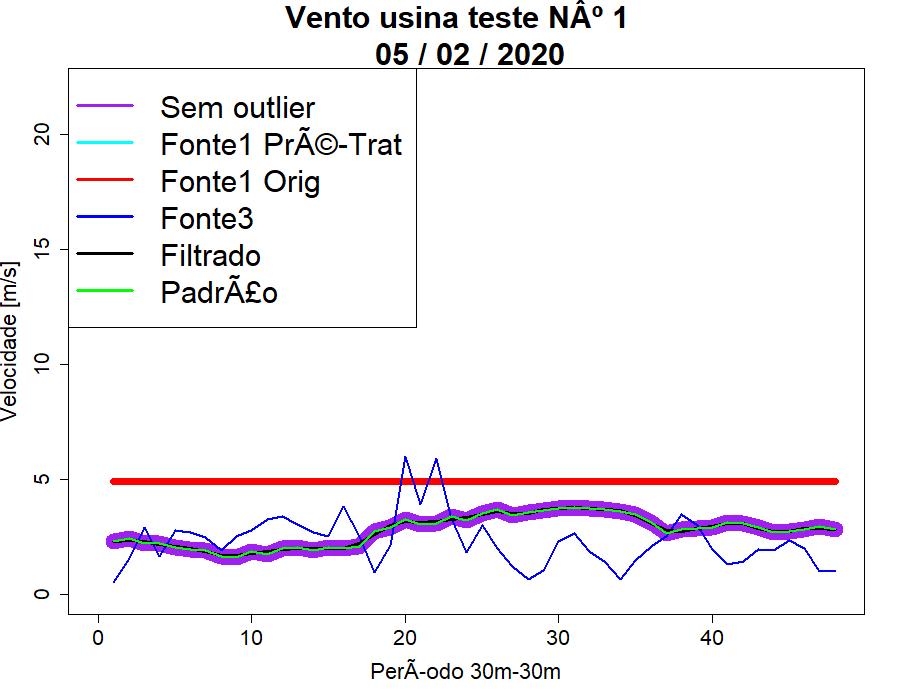 Vento usina teste NÂº 1
05 / 02 / 2020
Sem outlier
Fonte1 PrÃ©-Trat
Fonte1 Orig
Fonte3
Filtrado
PadrÃ£o
Velocidade [m/s]
20
15
10
5
0
0 10 20 30 40
PerÃ-odo 30m-30m